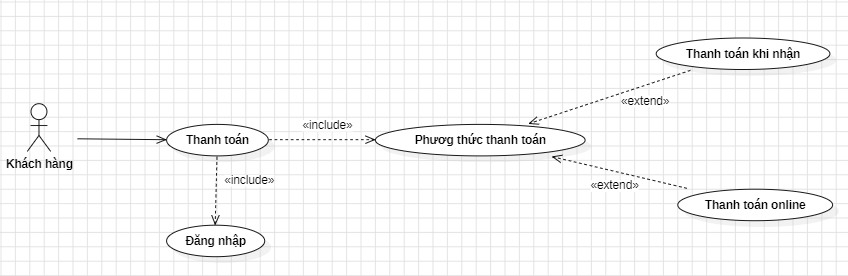 Thanh toán khi nhận
«extend»
«include»
Thanh toán
Phươg thức thanh toán
Khách hàng
«include»
«extend»
Thanh toán online
Đăng nhập